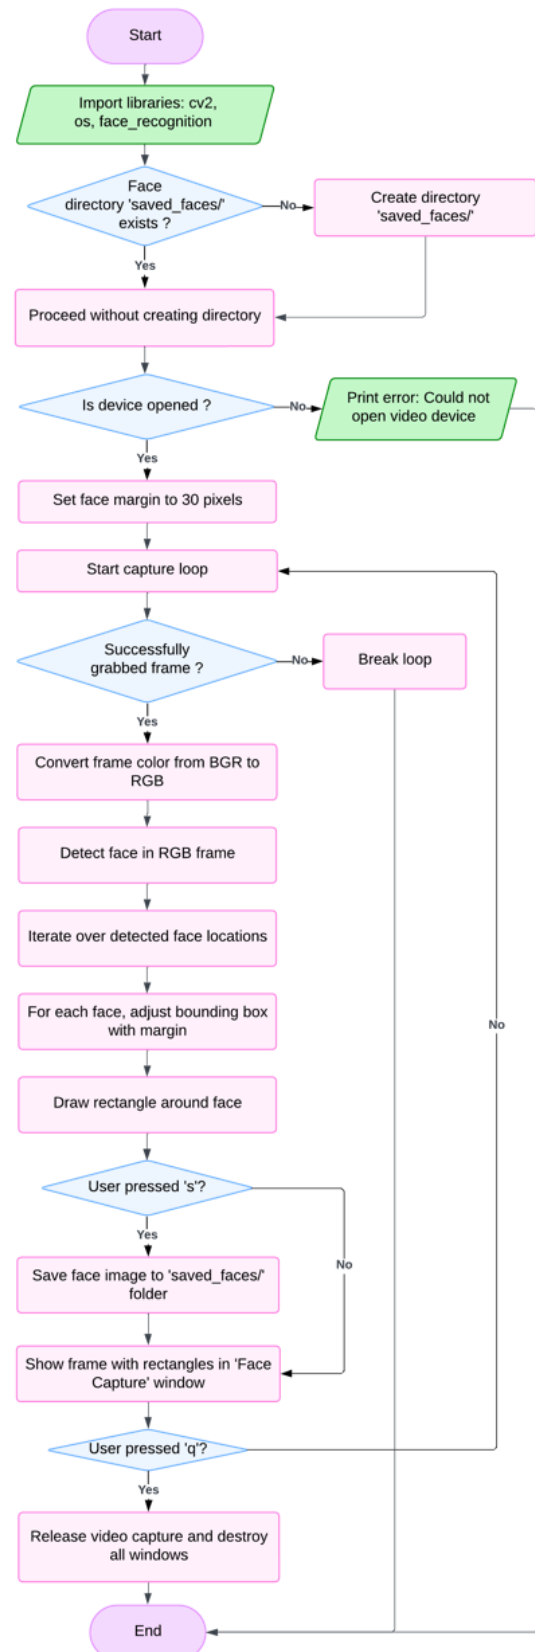 Start
Import libraries: cv2,
os, face_recognition
Face
directory 'saved_faces/'
exists ?
No
Create directory
'saved_faces/'
Yes
Proceed without creating directory
Is device opened ?
No
Print error: Could not
open video device
Yes
Set face margin to 30 pixels
Start capture loop
Successfully
grabbed frame ?
No
Break loop
Yes
Convert frame color from BGR to
RGB
Detect face in RGB frame
Iterate over detected face locations
For each face, adjust bounding box
with margin
No
Draw rectangle around face
User pressed 's'?
Yes
No
Save face image to 'saved_faces/'
folder
Show frame with rectangles in 'Face
Capture' window
User pressed 'q'?
Yes
Release video capture and destroy
all windows
End